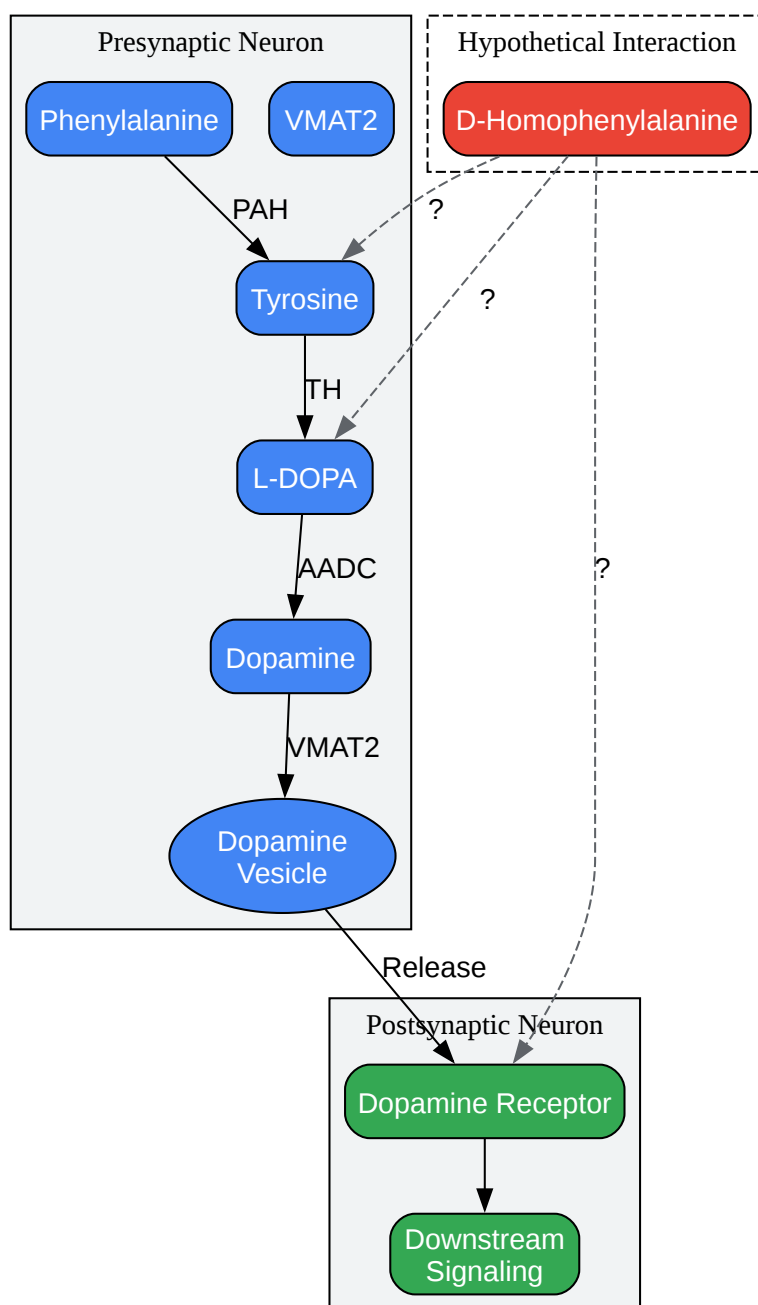 Presynaptic Neuron
Hypothetical Interaction
Phenylalanine
VMAT2
D-Homophenylalanine
PAH
?
Tyrosine
?
TH
L-DOPA
AADC
?
Dopamine
VMAT2
Dopamine
Vesicle
Release
Postsynaptic Neuron
Dopamine Receptor
Downstream
Signaling